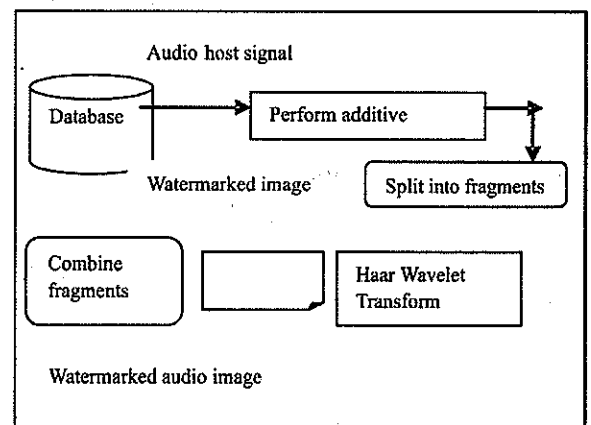 Audio host signal
Database
Perform additive
Watermarked image
Split into fragments
Combine
fragments
Haar Wavelet
Transform
Watermarked audio image